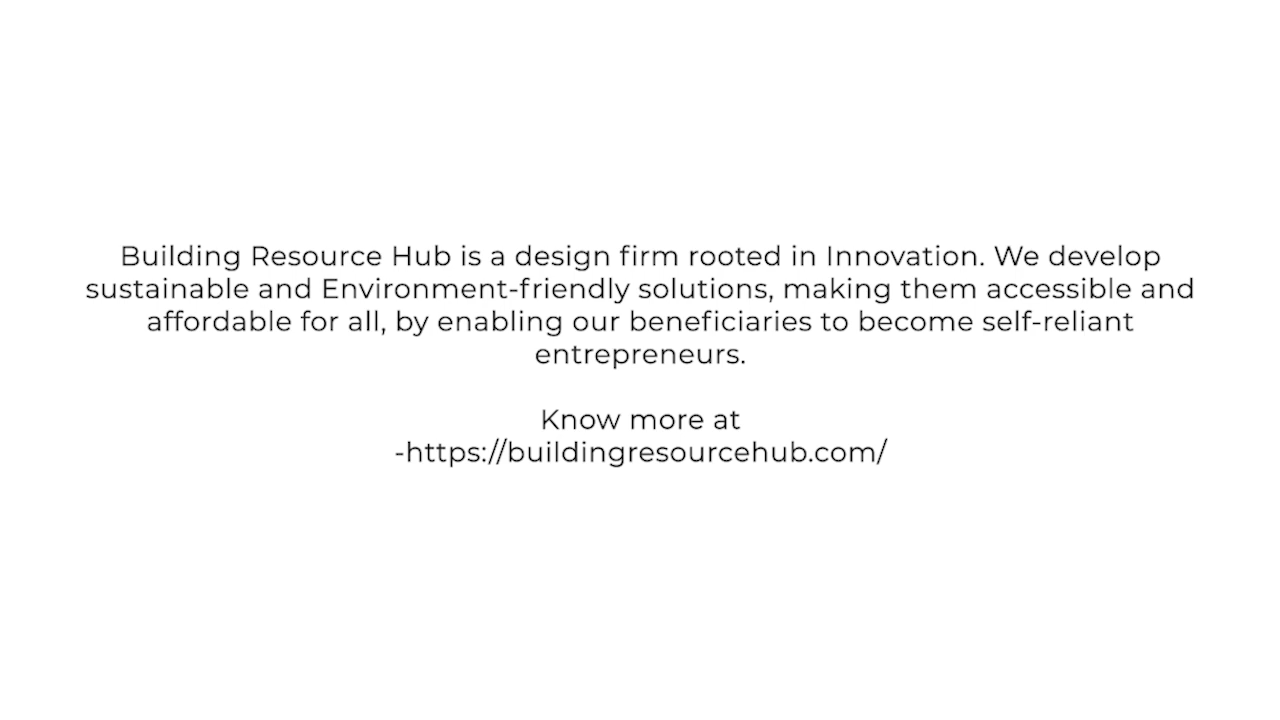 Building Resource Hub is a design firm rooted in Innovation. We develop
sustainable and Environment-friendly solutions, making them accessible and
affordable for all, by enabling our beneficiaries to become self-reliant
entrepreneurs.
Know more at
-https://buildingresourcehub.com/